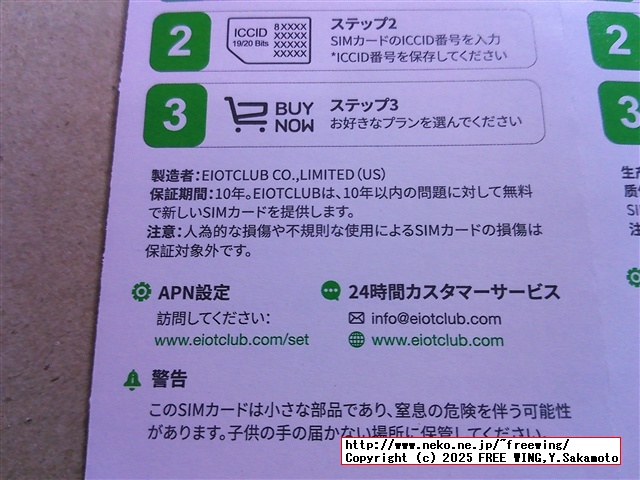 2
ICCID
19/20 Bits
8XXXX
XXXXX
XXXXX
XXXXX
ステップ2
SIMカードのICCID番号を入力
*ICCID番号を保存してください
3
BUY
NOW
ステップ3
お好きなプランを選んでください
製造者：EIOTCLUB CO.,LIMITED（US）
保証期間：10年。EIOTCLUBは、10年以内の問題に対して無料
で新しいSIMカードを提供します。
注意：人為的な損傷や不規則な使用によるSIMカードの損傷は
保証対象外です。
APN設定
訪問してください：
www.eiotclub.com/set
24時間カスタマーサービス
info@eiotclub.com
www.eiotclub.com
警告
このSIMカードは小さな部品であり、窒息の危険を伴う可能性
があります。子供の手の届かない場所に保管してください。
2
3
生产
质
SI
注
http://www.neko.ne.jp/~freewing/
Copyright (c) 2025 FREE WING,Y.Sakamoto